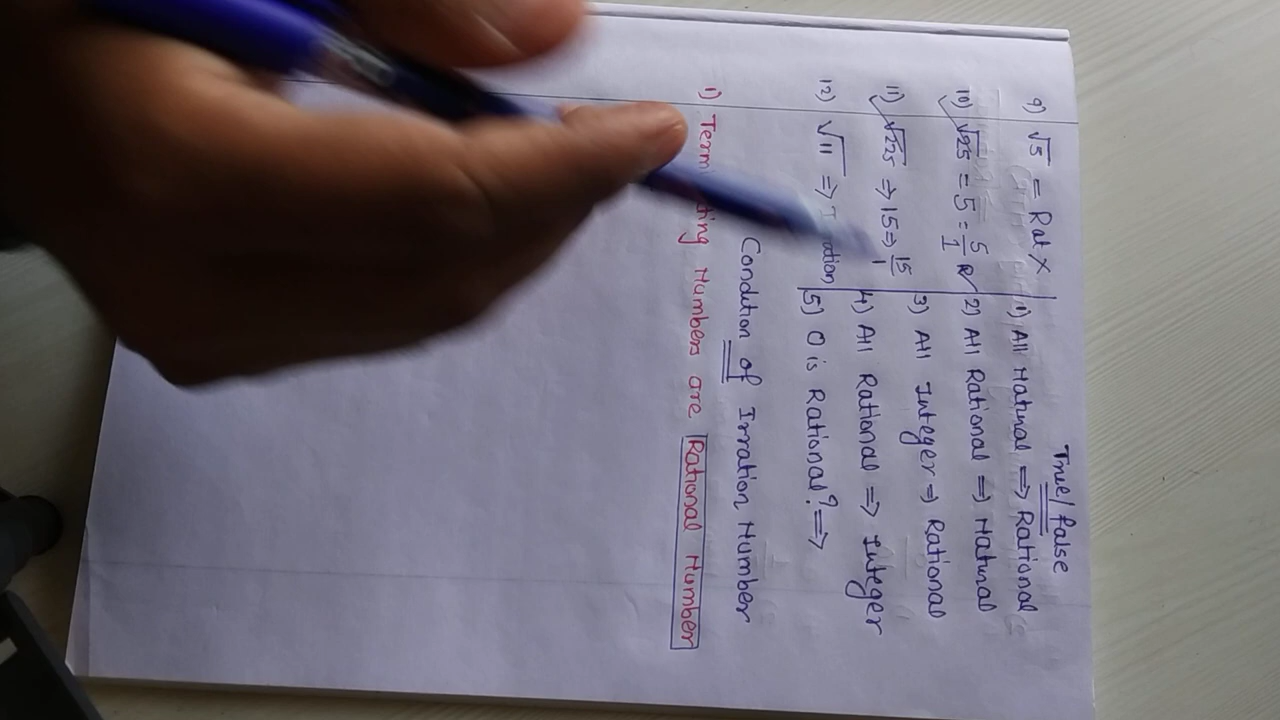 9) √5 = Rat ✗
10) √25 = 5 = 5/1 R✓
11) √225 ⇒ 15 ⇒ 15/1
12) √11 ⇒
True/false
1) All Natural ⇒ Rational
2) All Rational ⇒ Natural
3) All Integer ⇒ Rational
4) All Rational ⇒ Integer
5) 0 is Rational? ⇒
Condition of Irration Number
1) Numbers are Rational Number